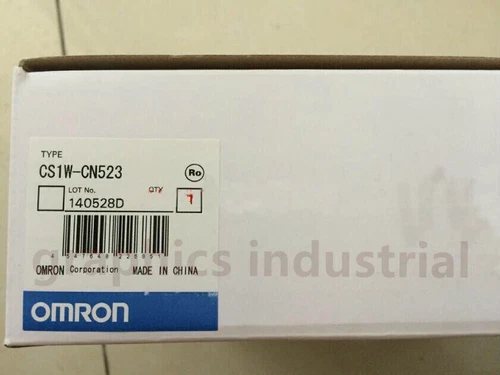 TYPE
CS1W-CN523
Ro
LOT No.
QTY
140528D
1
graphics industrial
OMRON Corporation MADE IN CHINA
OMRON